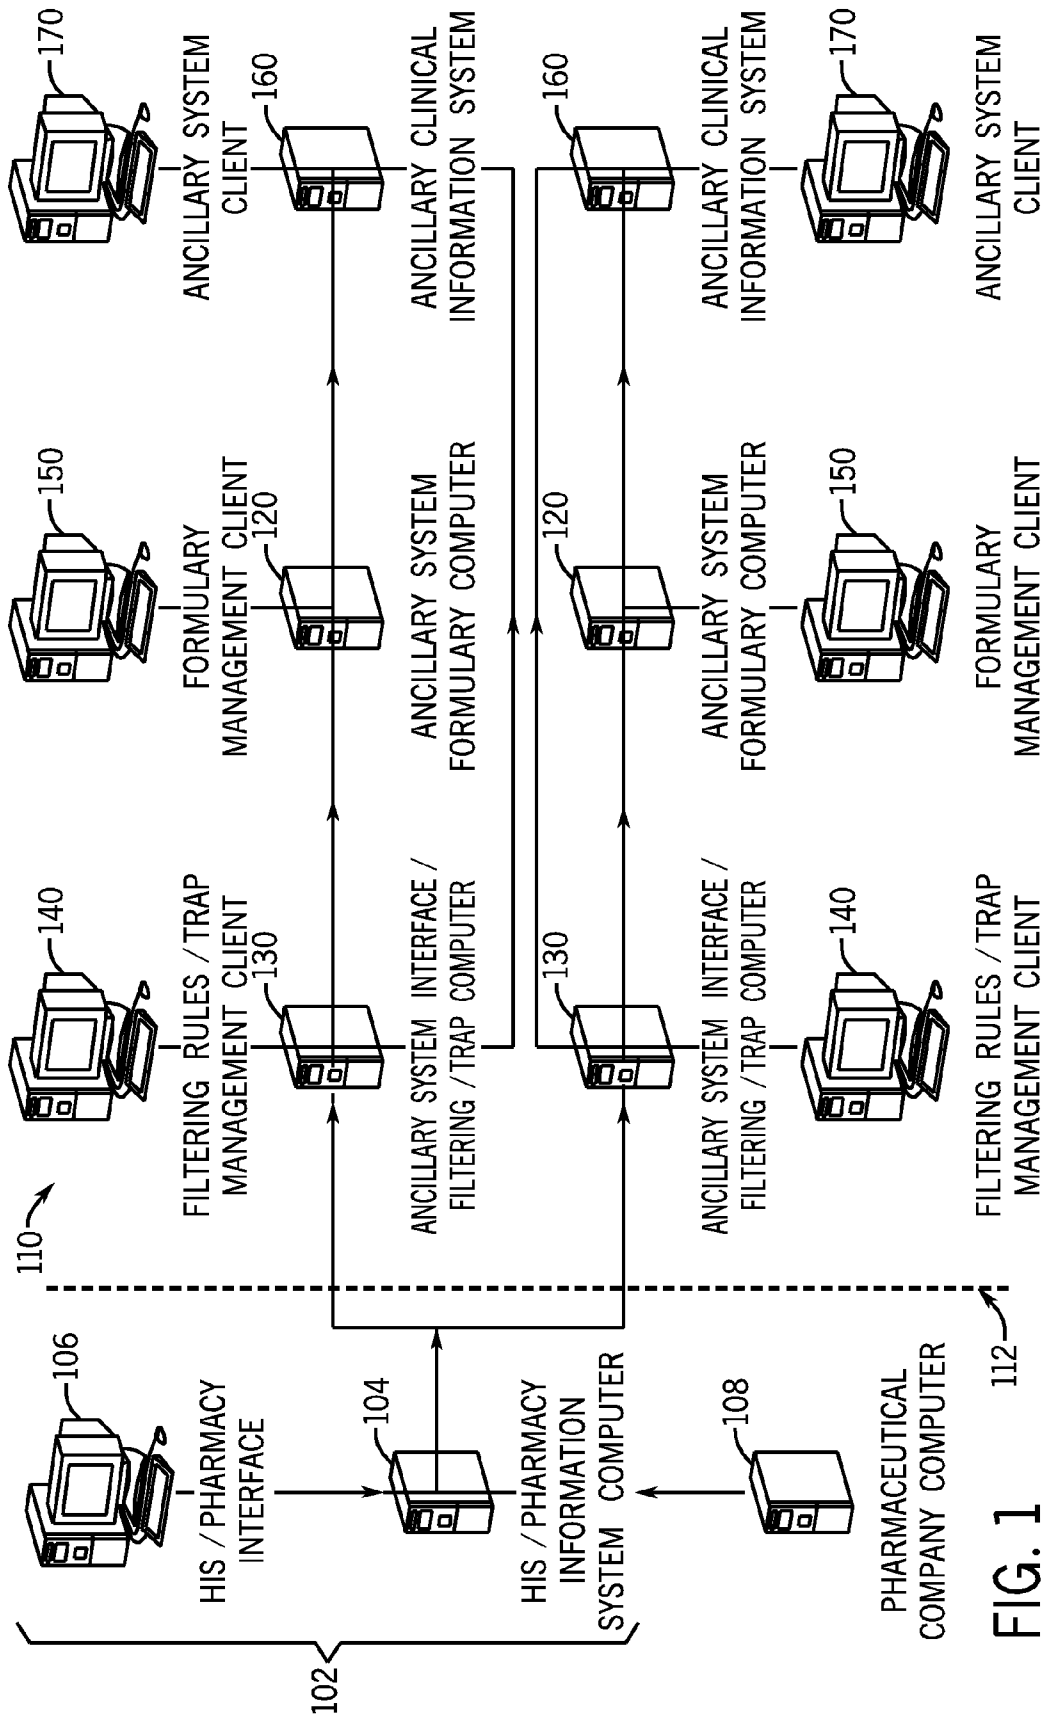 110
170
ANCILLARY SYSTEM
CLIENT
160
ANCILLARY CLINICAL
INFORMATION SYSTEM
160
ANCILLARY CLINICAL
INFORMATION SYSTEM
170
ANCILLARY SYSTEM
CLIENT
150
FORMULARY
MANAGEMENT CLIENT
120
ANCILLARY SYSTEM
FORMULARY COMPUTER
120
ANCILLARY SYSTEM
FORMULARY COMPUTER
150
FORMULARY
MANAGEMENT CLIENT
140
FILTERING RULES/TRAP
MANAGEMENT CLIENT
130
ANCILLARY SYSTEM INTERFACE/
FILTERING/TRAP COMPUTER
130
ANCILLARY SYSTEM INTERFACE/
FILTERING/TRAP COMPUTER
140
FILTERING RULES/TRAP
MANAGEMENT CLIENT
112
102
106
HIS/PHARMACY
INTERFACE
104
HIS/PHARMACY
INFORMATION
SYSTEM COMPUTER
108
PHARMACEUTICAL
COMPANY COMPUTER
FIG. 1